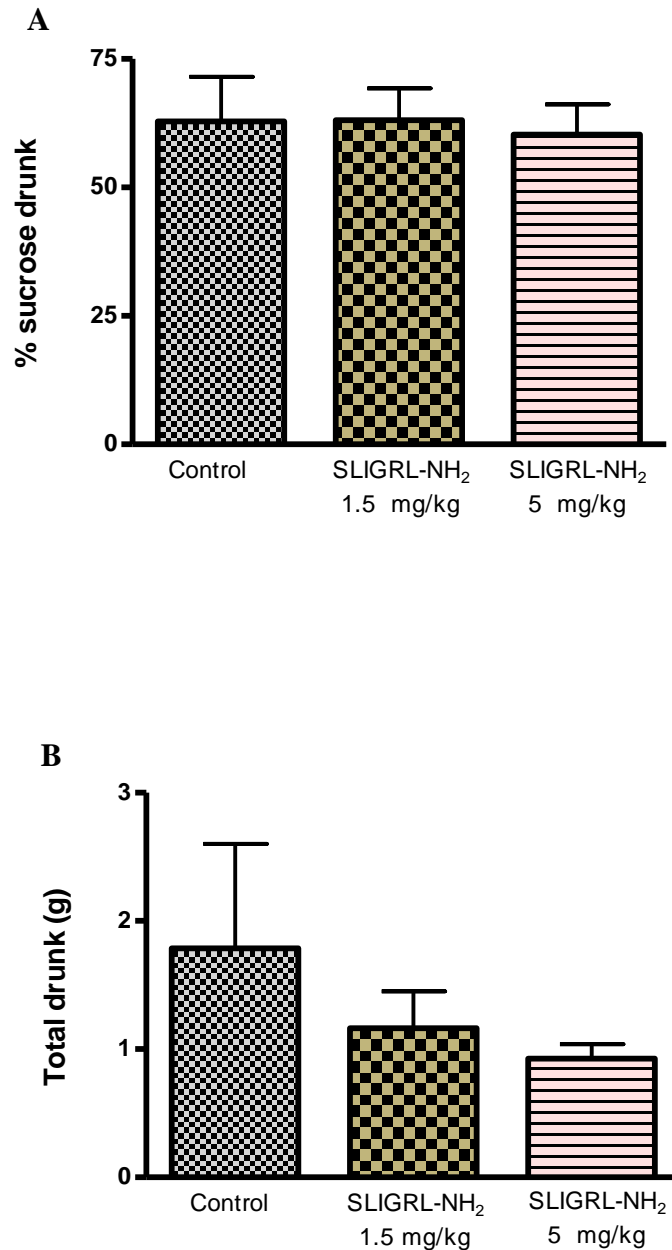 A
% sucrose drunk
75
50
25
0
Control
SLIGRL-NH₂
1.5 mg/kg
SLIGRL-NH₂
5 mg/kg
B
Total drunk (g)
3
2
1
0
Control
SLIGRL-NH₂
1.5 mg/kg
SLIGRL-NH₂
5 mg/kg